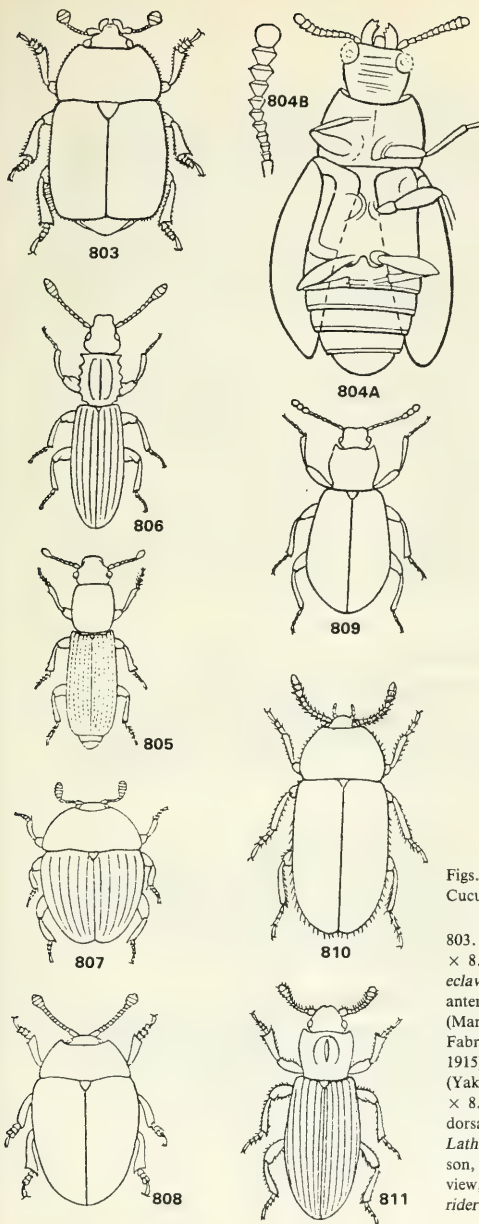 803
804B
804A
806
809
805
807
810
808
811
Figs.
Cucu
803.
× 8.
eclav
anter
(Mar
Fabr
1915
(Yak
× 8.
dorsa
Lath
son,
view,
rider